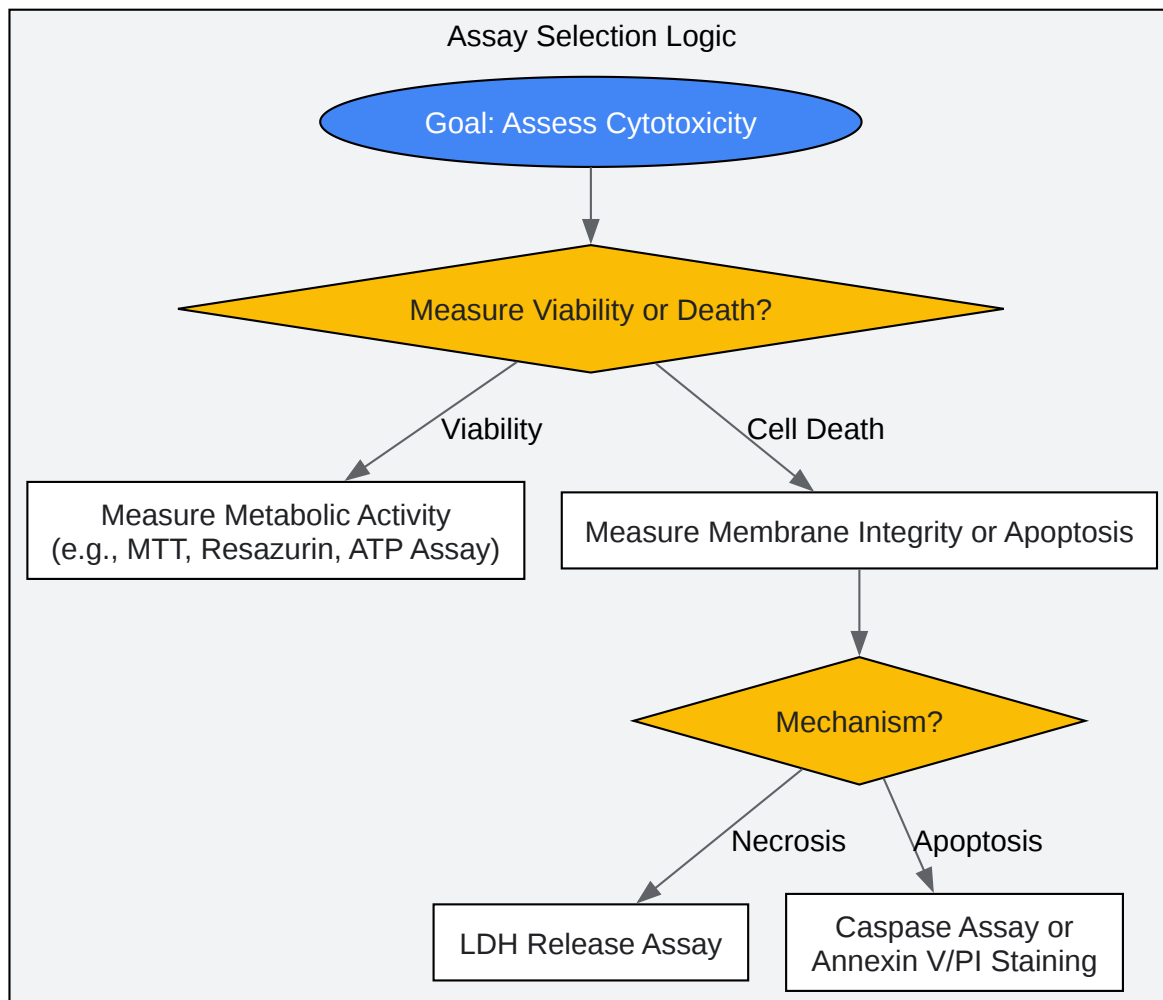 Assay Selection Logic
Goal: Assess Cytotoxicity
Measure Viability or Death?
Viability
Cell Death
Measure Metabolic Activity
(e.g., MTT, Resazurin, ATP Assay)
Measure Membrane Integrity or Apoptosis
Mechanism?
Necrosis
Apoptosis
LDH Release Assay
Caspase Assay or
Annexin V/PI Staining